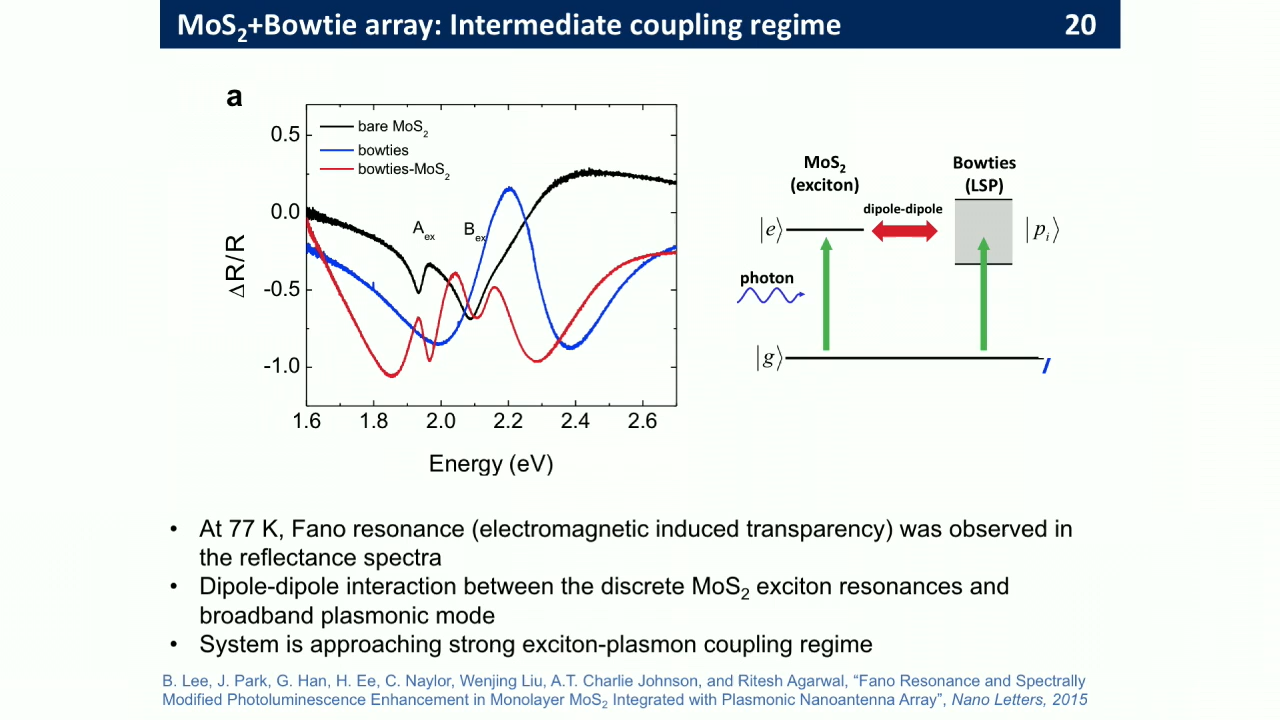 MoS₂+Bowtie array: Intermediate coupling regime 20
a
bare MoS₂
bowties
bowties-MoS₂
0.5
0.0
-0.5
-1.0
A_ex B_ex
ΔR/R
1.6 1.8 2.0 2.2 2.4 2.6
Energy (eV)
MoS₂
(exciton)
Bowties
(LSP)
dipole-dipole
|e⟩
|pᵢ⟩
photon
|g⟩
• At 77 K, Fano resonance (electromagnetic induced transparency) was observed in
the reflectance spectra
• Dipole-dipole interaction between the discrete MoS₂ exciton resonances and
broadband plasmonic mode
• System is approaching strong exciton-plasmon coupling regime
B. Lee, J. Park, G. Han, H. Ee, C. Naylor, Wenjing Liu, A.T. Charlie Johnson, and Ritesh Agarwal, “Fano Resonance and Spectrally
Modified Photoluminescence Enhancement in Monolayer MoS₂ Integrated with Plasmonic Nanoantenna Array”, Nano Letters, 2015